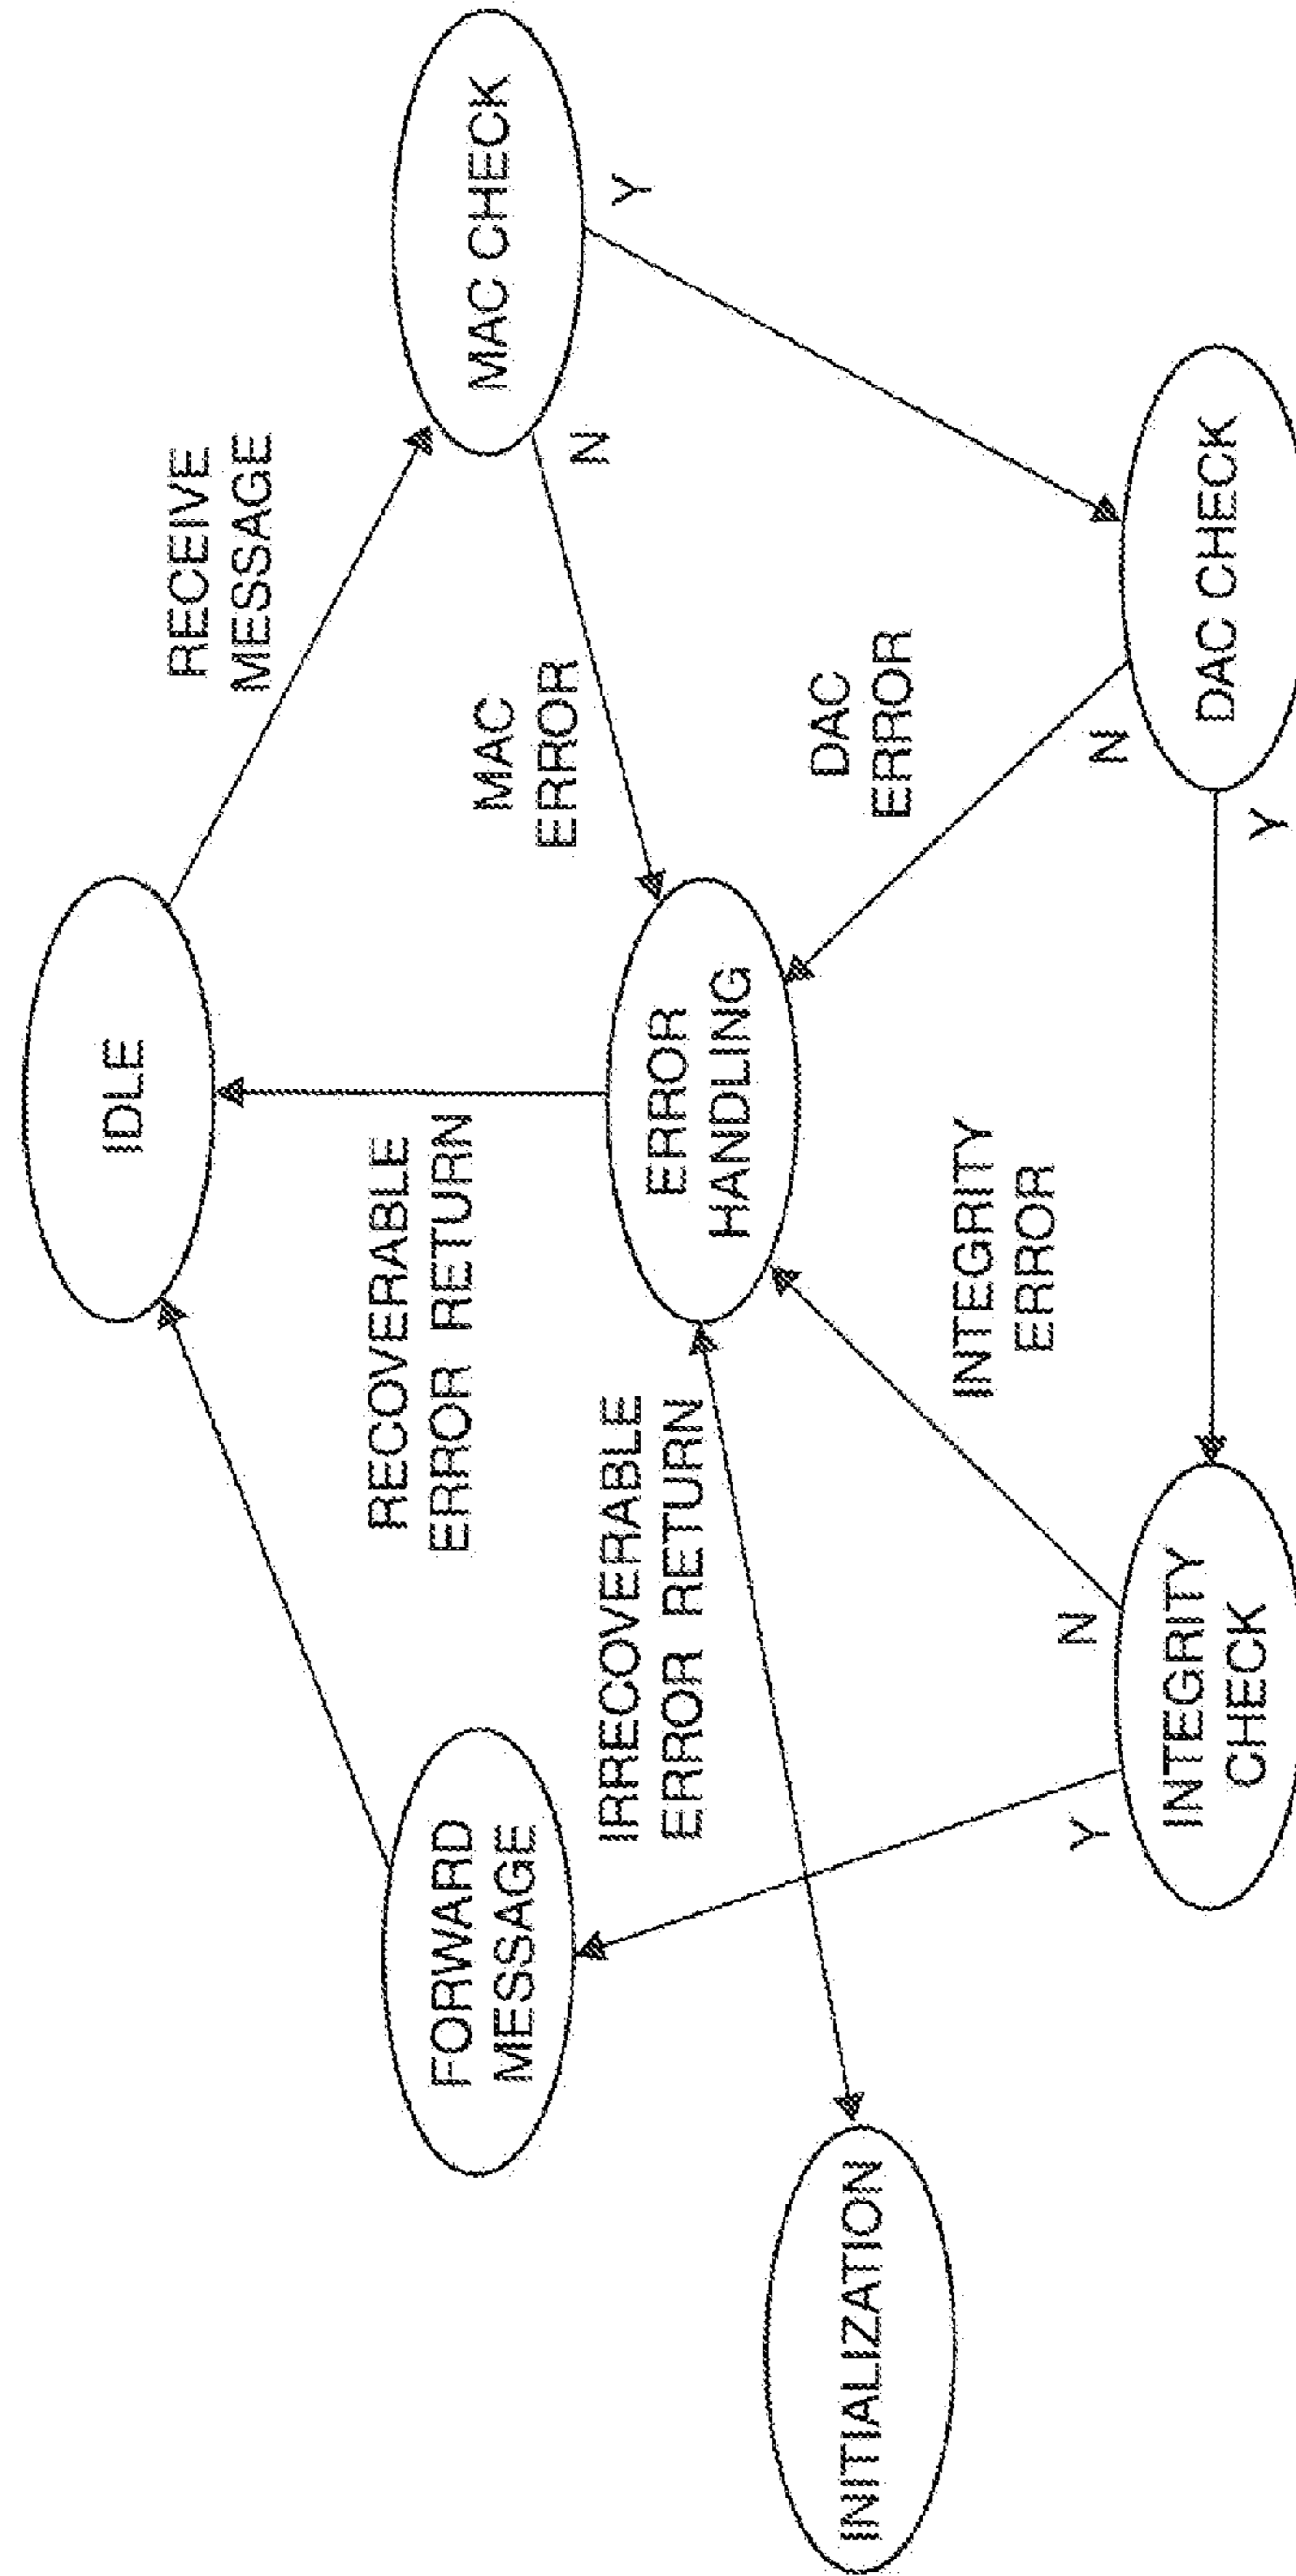 IDLE
RECEIVE
MESSAGE
MAC CHECK
N
Y
MAC
ERROR
FORWARD
MESSAGE
RECOVERABLE
ERROR RETURN
IRRECOVERABLE
ERROR RETURN
ERROR
HANDLING
DAC
ERROR
INITIALIZATION
INTEGRITY
ERROR
Y
N
N
INTEGRITY
CHECK
DAC CHECK
Y